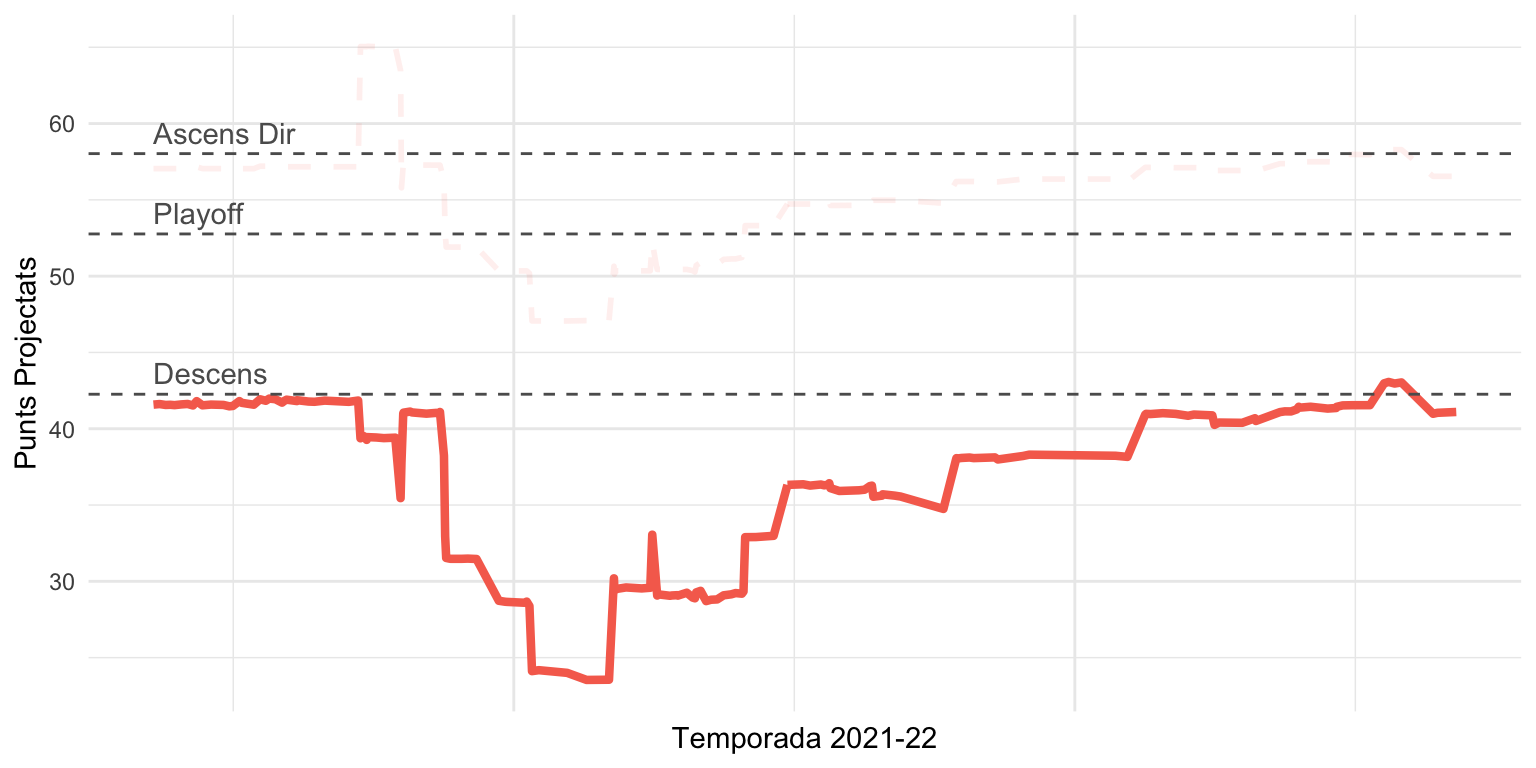 60
Ascens Dir
Playoff
50
Descens
40
30
Punts Projectats
Temporada 2021-22